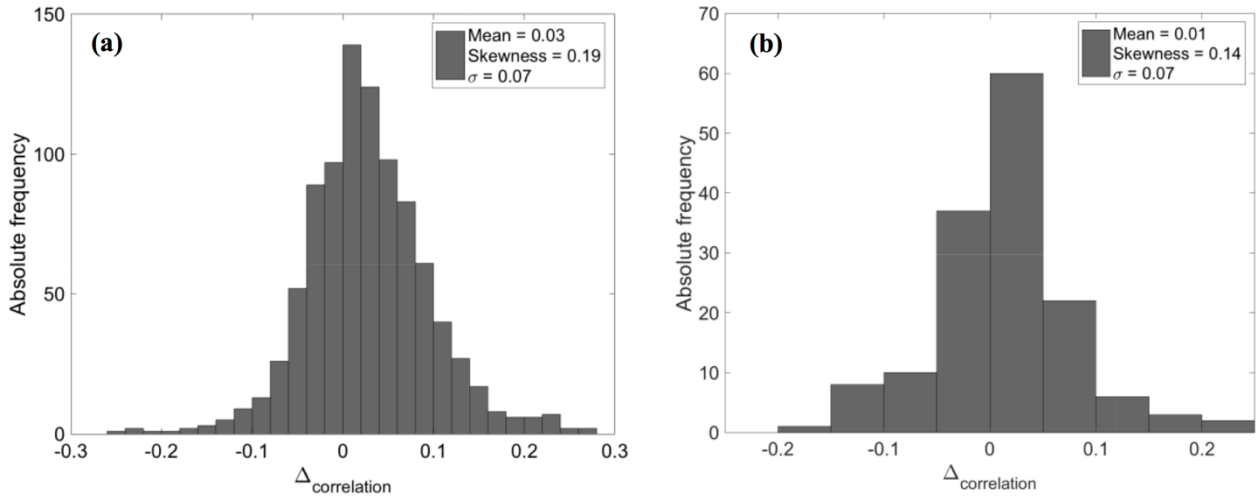 (a)
Mean = 0.03
Skewness = 0.19
σ = 0.07
150
100
50
0
Absolute frequency
-0.3
-0.2
-0.1
0
0.1
0.2
0.3
Δcorrelation
(b)
Mean = 0.01
Skewness = 0.14
σ = 0.07
70
60
50
40
30
20
10
0
Absolute frequency
-0.2
-0.1
0
0.1
0.2
Δcorrelation